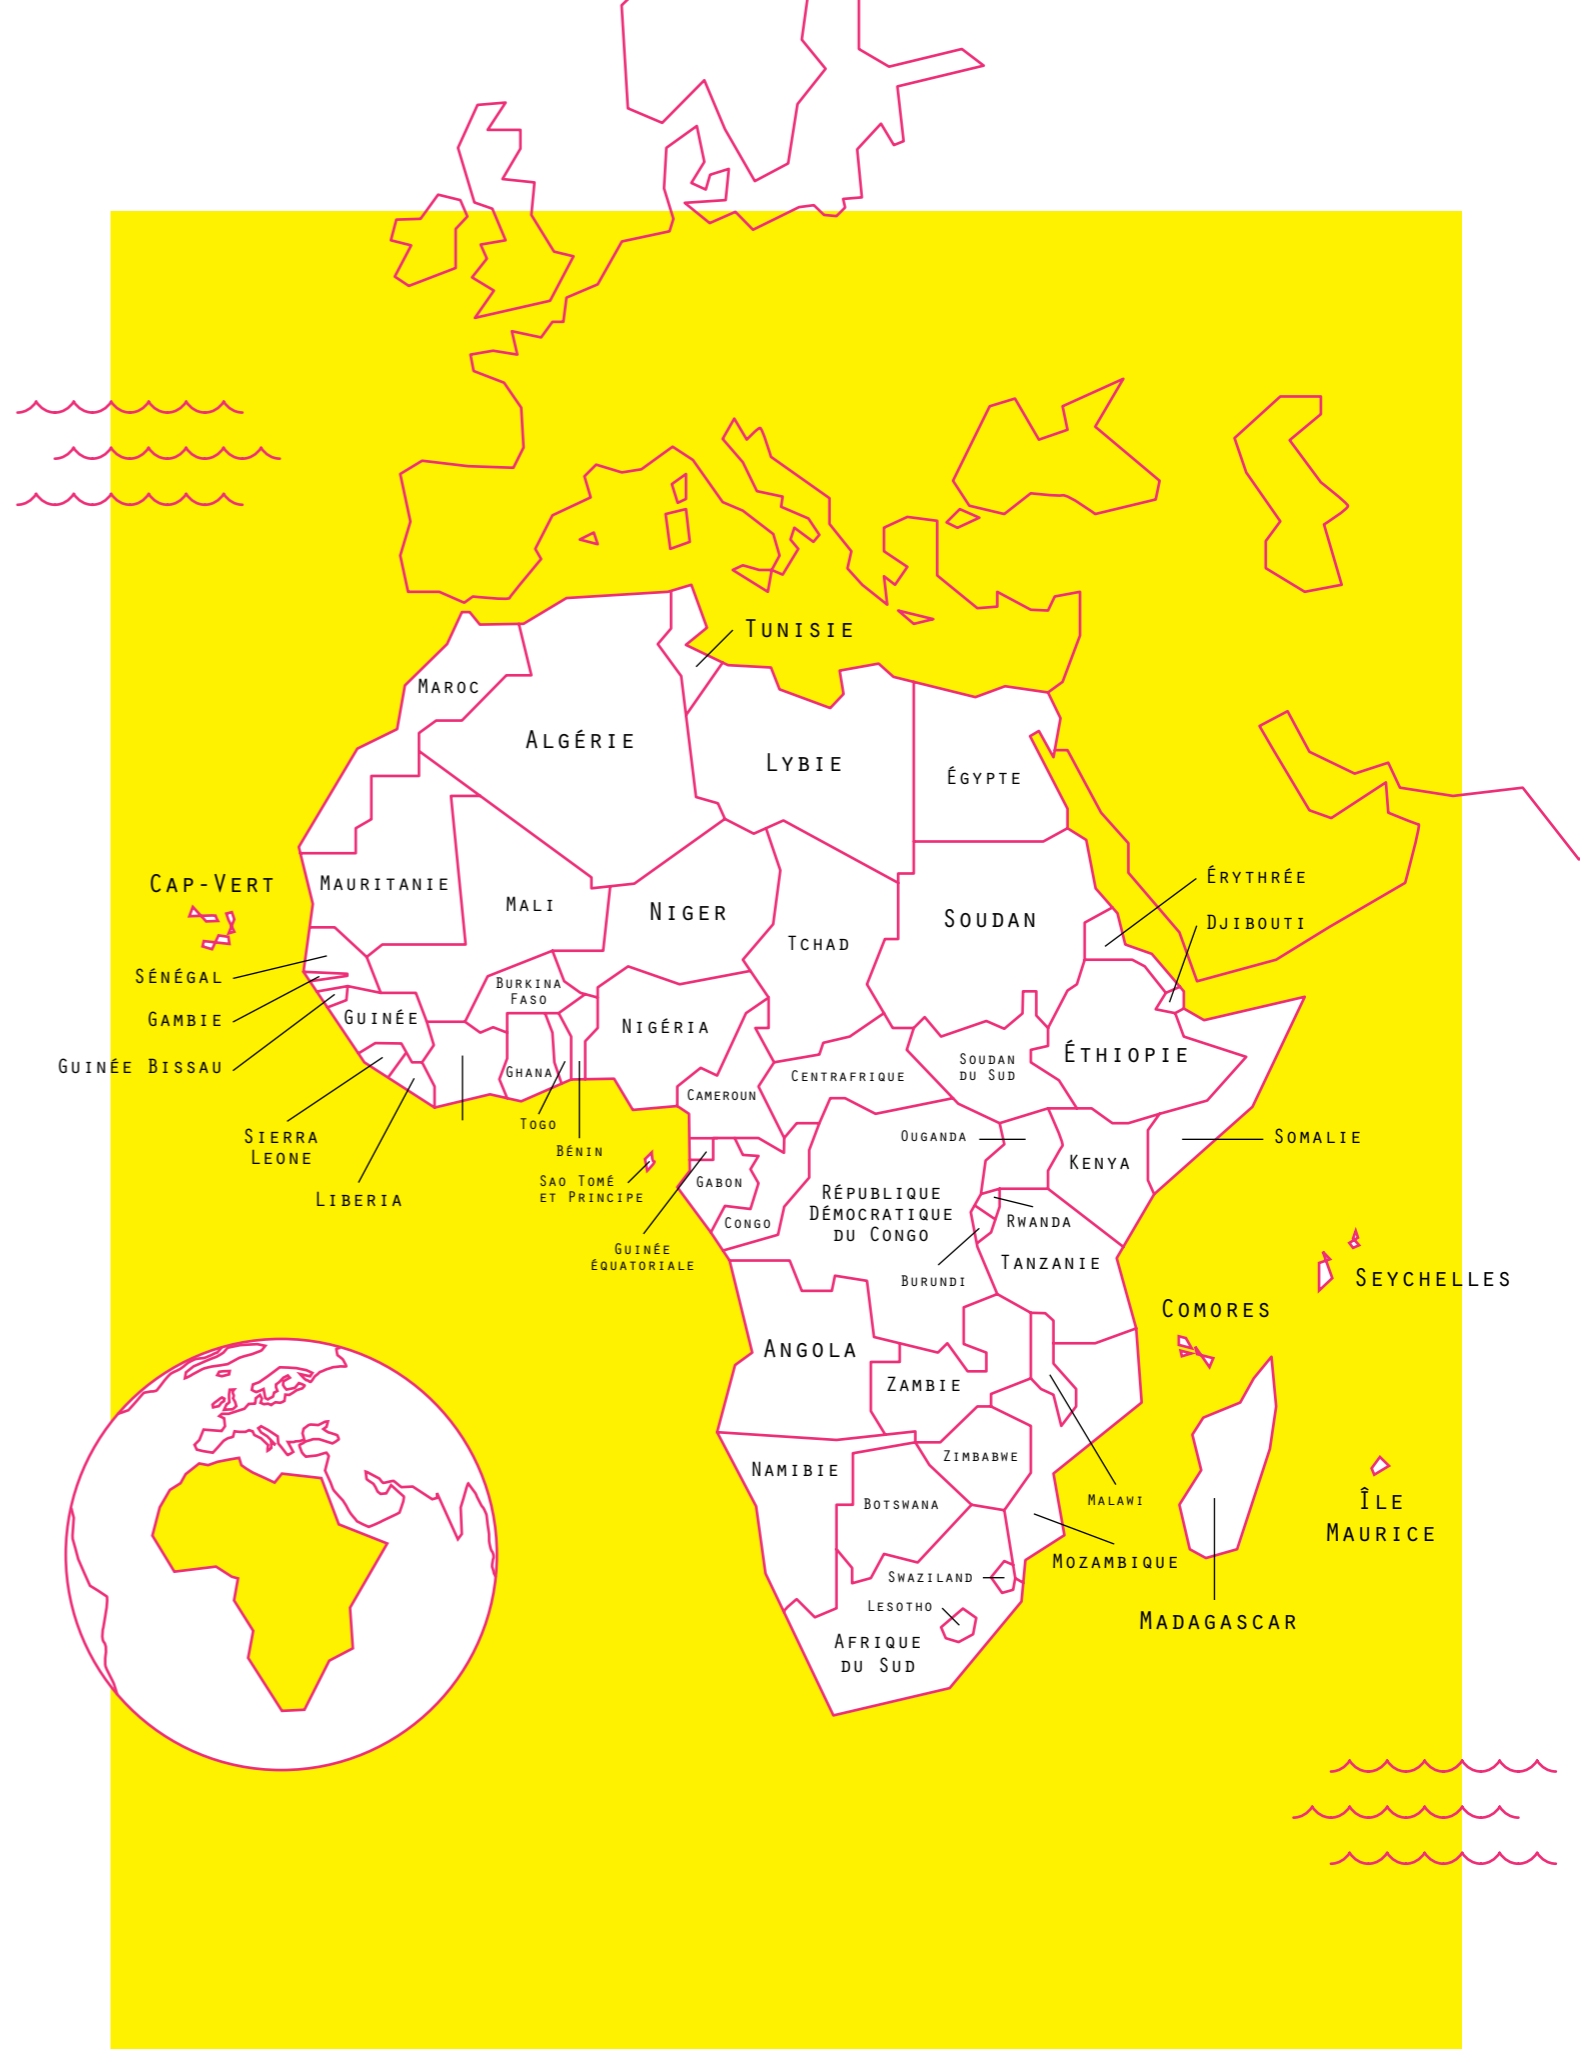 Tunisie
Maroc
Algérie
Lybie
Égypte
Cap-Vert
Mauritanie
Mali
Niger
Tchad
Soudan
Érythrée
Djibouti
Sénégal
Gambie
Guinée Bissau
Guinée
Burkina
Faso
Nigéria
Ghana
Togo
Bénin
Sierra
Leone
Liberia
Cameroun
Centrafrique
Soudan
du Sud
Éthiopie
Somalie
Ouganda
Kenya
Sao Tomé
et Principe
Guinée
Équatoriale
Gabon
Congo
République
Démocratique
du Congo
Rwanda
Burundi
Tanzanie
Seychelles
Comores
Angola
Zambie
Malawi
Namibie
Zimbabwe
Botswana
Mozambique
Île
Maurice
Madagascar
Swaziland
Lesotho
Afrique
du Sud